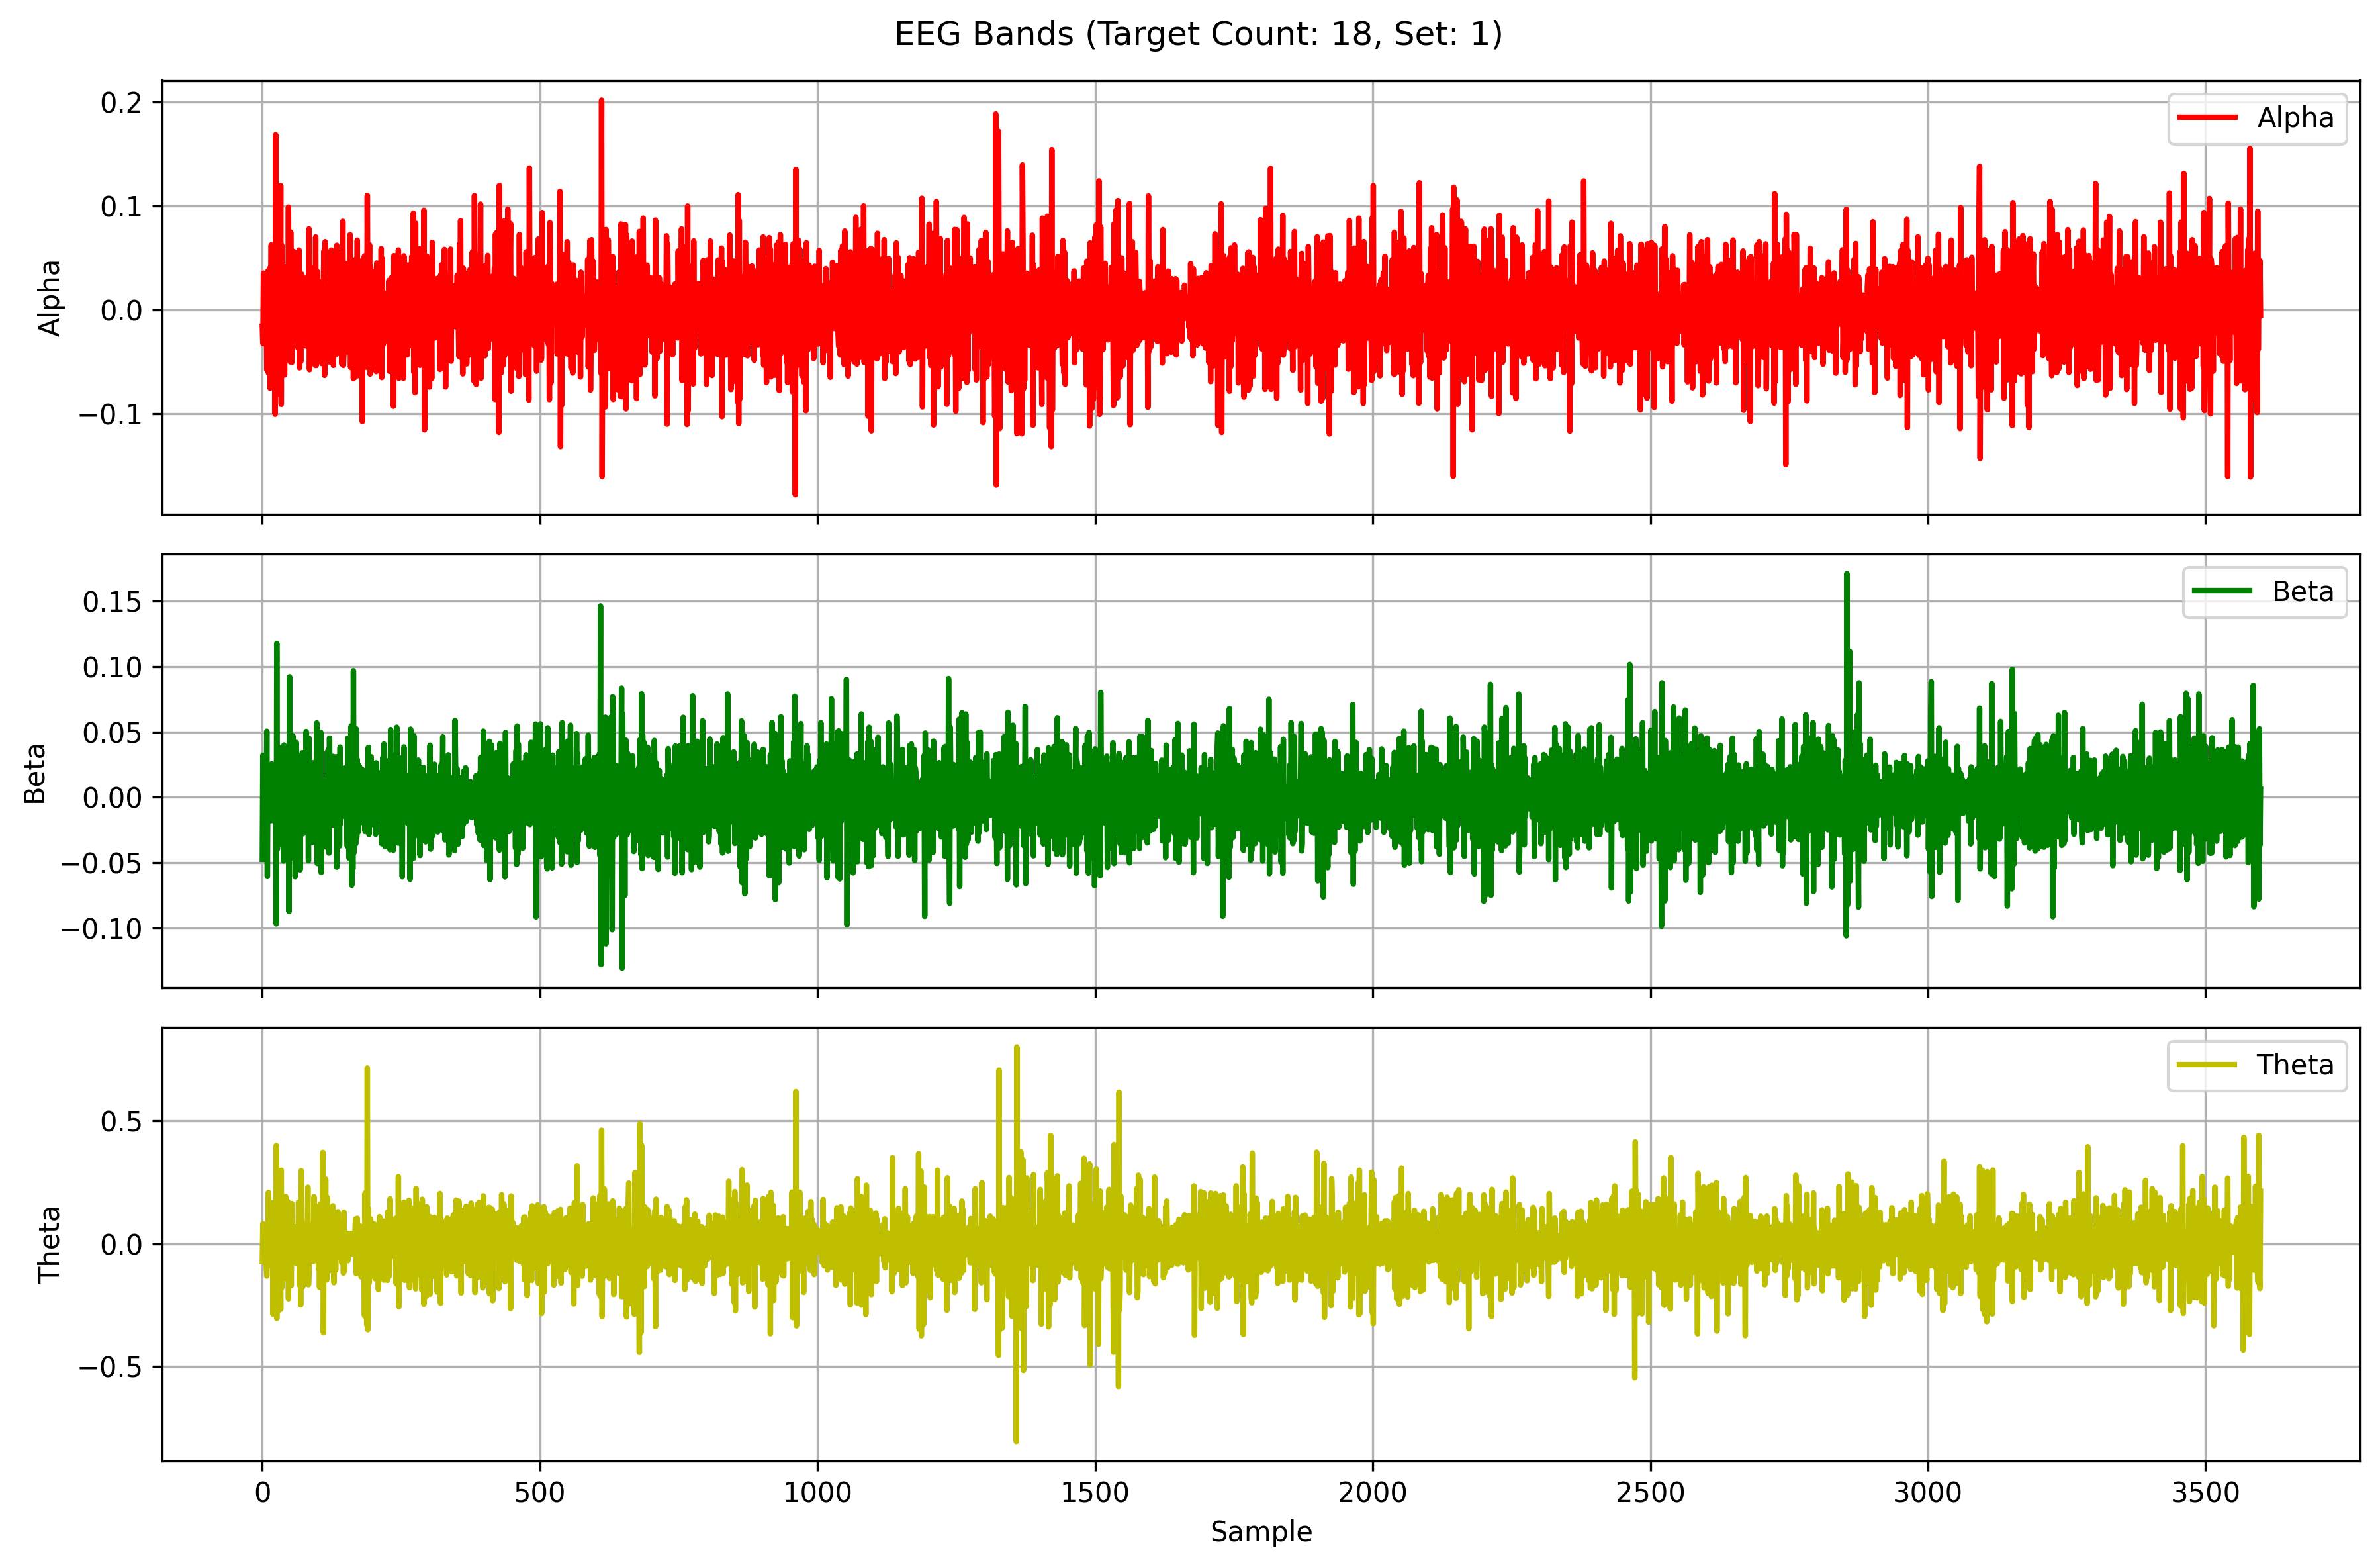 EEG Bands (Target Count: 18, Set: 1)
0.2
0.1
0.0
−0.1
Alpha
Alpha
0.15
0.10
0.05
0.00
−0.05
−0.10
Beta
Beta
0.5
0.0
−0.5
Theta
Theta
0 500 1000 1500 2000 2500 3000 3500
Sample